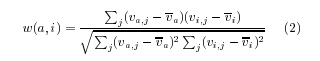 w(a, i) = \frac{\sum_j (v_{a,j} - \overline{v}_a)(v_{i,j} - \overline{v}_i)}{\sqrt{\sum_j (v_{a,j} - \overline{v}_a)^2 \sum_j (v_{i,j} - \overline{v}_i)^2}} (2)